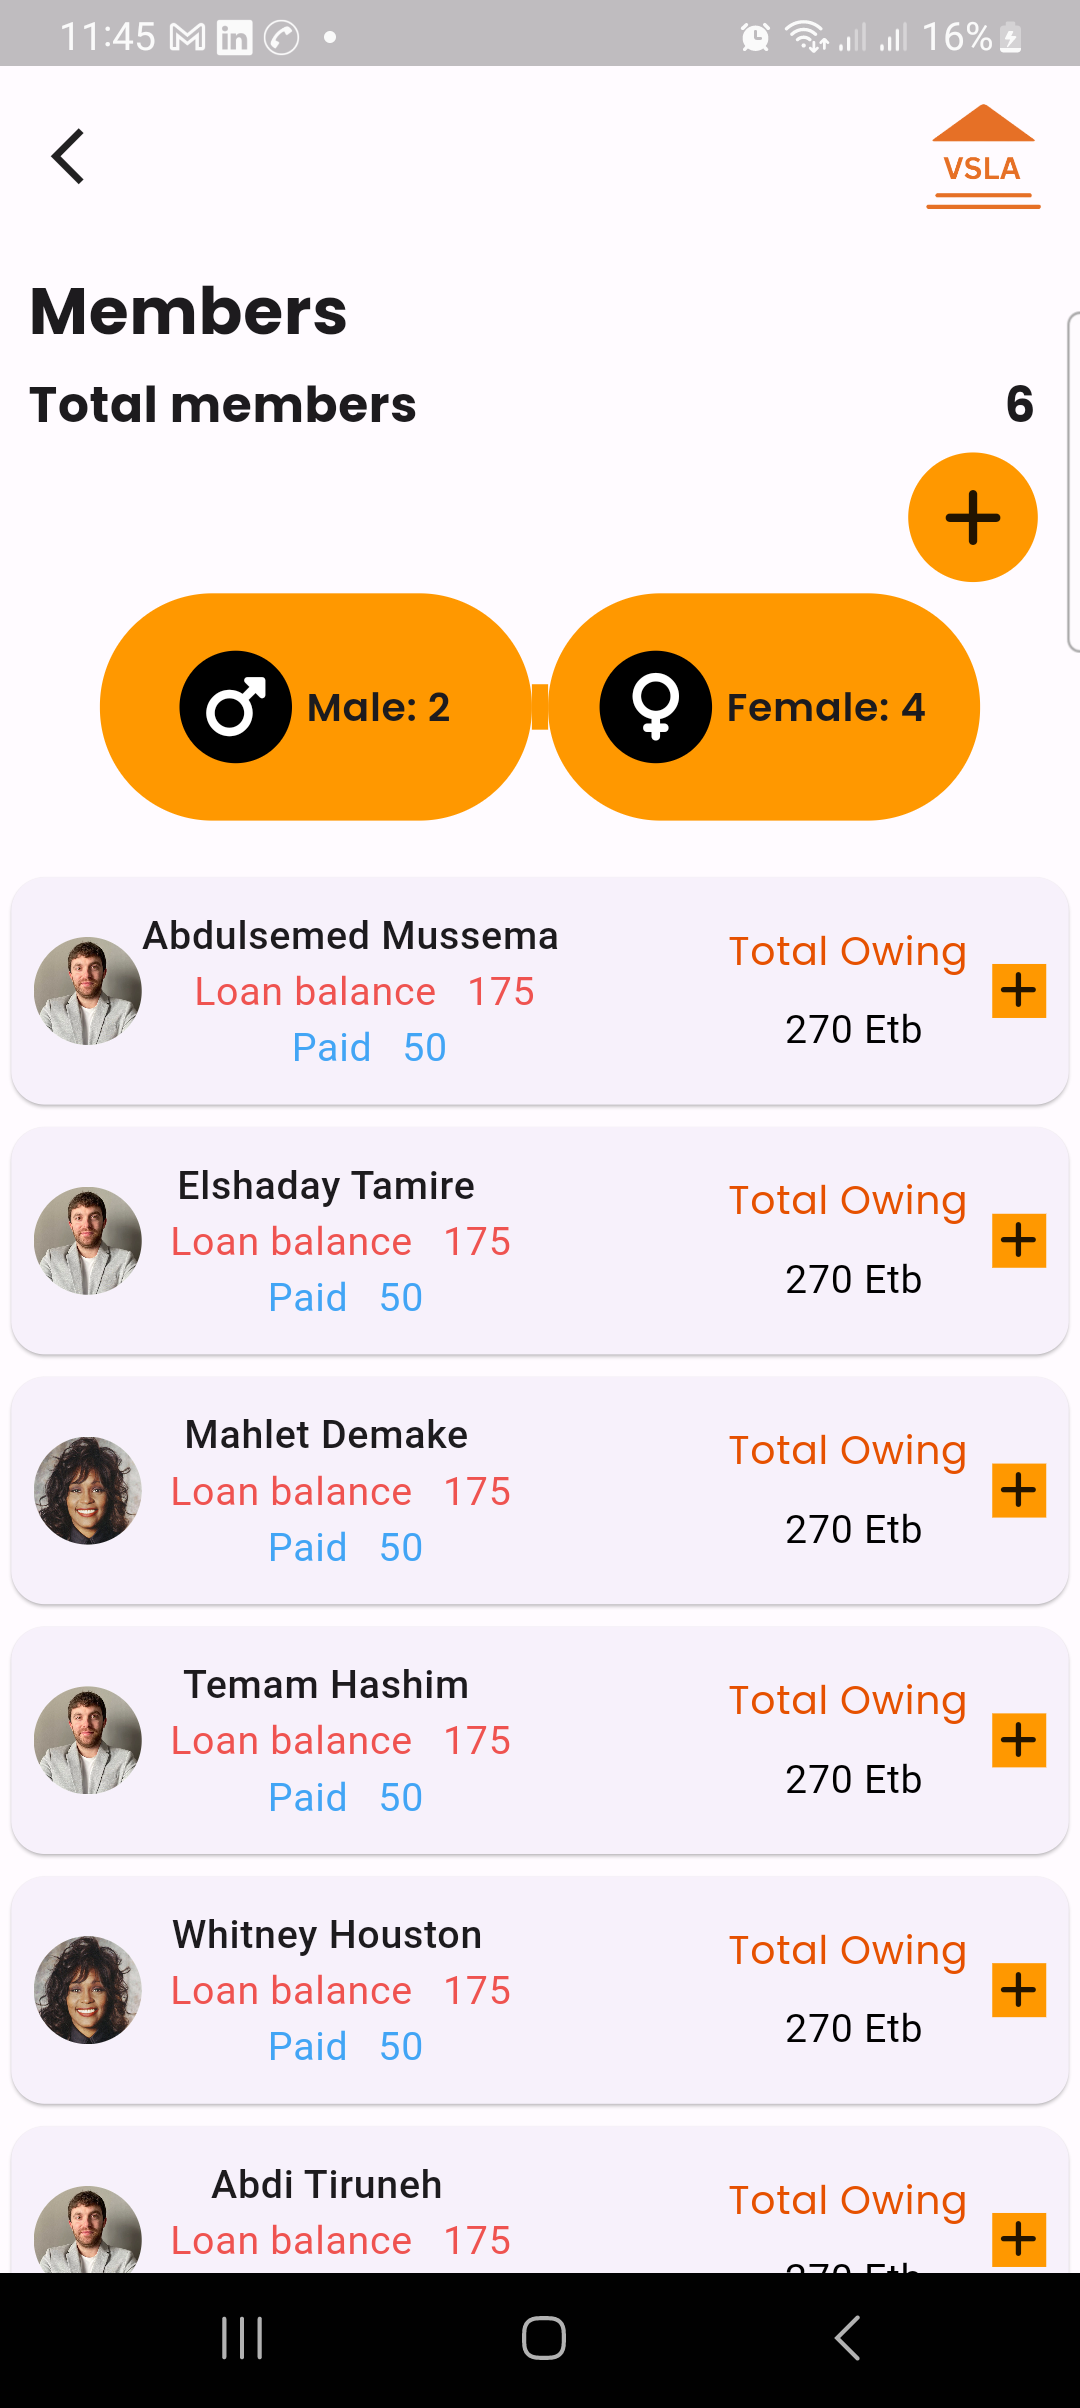 11:45 16%
VSLA
Members
Total members 6
Male: 2 Female: 4
Abdulsemed Mussema
Loan balance 175
Paid 50
Total Owing
270 Etb
Elshaday Tamire
Loan balance 175
Paid 50
Total Owing
270 Etb
Mahlet Demake
Loan balance 175
Paid 50
Total Owing
270 Etb
Temam Hashim
Loan balance 175
Paid 50
Total Owing
270 Etb
Whitney Houston
Loan balance 175
Paid 50
Total Owing
270 Etb
Abdi Tiruneh
Loan balance 175
Total Owing